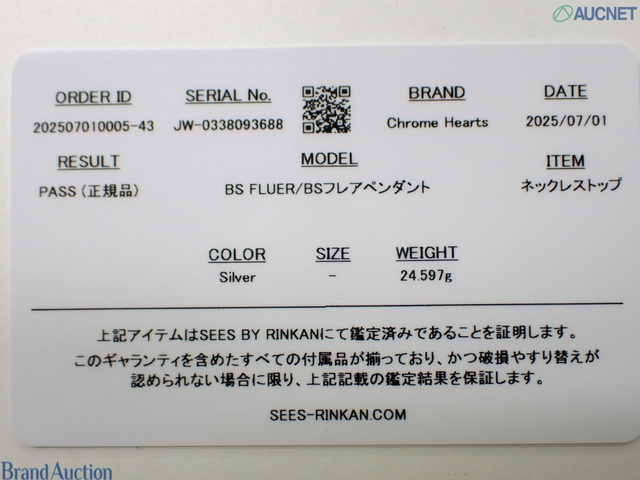 AUCNET
ORDER ID SERIAL No. BRAND DATE
202507010005-43 JW-0338093688 Chrome Hearts 2025/07/01
RESULT MODEL ITEM
PASS (正規品) BS FLUER/BSフレアペンダント ネックレストップ
COLOR SIZE WEIGHT
Silver - 24.597g
上記アイテムはSEES BY RINKANにて鑑定済みであることを証明します。
このギャランティを含めたすべての付属品が揃っており、かつ破損やすり替えが
認められない場合に限り、上記記載の鑑定結果を保証します。
SEES-RINKAN.COM
Brand Auction